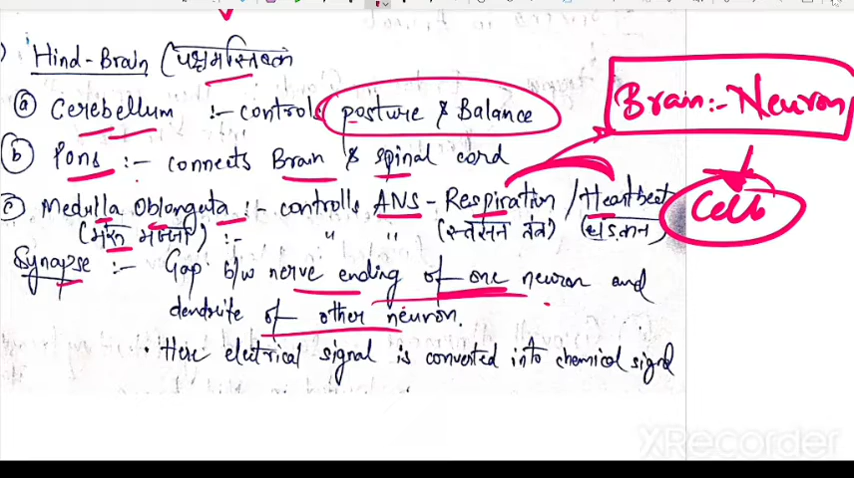 ) Hind-Brain (पश्चमस्तिष्क
ⓐ Cerebellum :- controls posture & Balance
ⓑ Pons :- connects Brain & spinal cord
ⓒ Medulla Oblongata :- controlls ANS - Respiration / Heartbeat
( मज्जा) :- " " (स्वसन तंत्र) (धड़कन)
Synapse :- Gap b/w nerve ending of one neuron and
dendrite of other neuron.
• Here electrical signal is converted into chemical signal
Brain:- Neuron
Cell
XRecorder